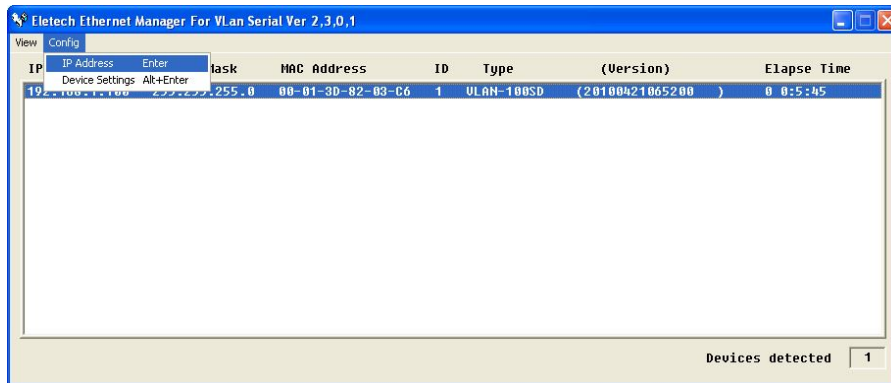 Eletech Ethernet Manager For VLan Serial Ver 2,3,0,1
View Config
IP Address Enter
Device Settings Alt+Enter
IP Mask MAC Address ID Type (Version) Elapse Time
255.0 00-01-3D-82-03-C6 1 VLAN-100SD (20100421065200 ) 0 0:5:45
Devices detected 1